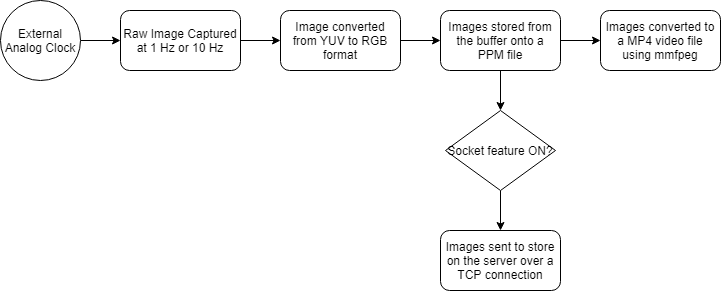 External
Analog Clock
Raw Image Captured
at 1 Hz or 10 Hz
Image converted
from YUV to RGB
format
Images stored from
the buffer onto a
PPM file
Images converted to
a MP4 video file
using mmfpeg
Socket feature ON?
Images sent to store
on the server over a
TCP connection